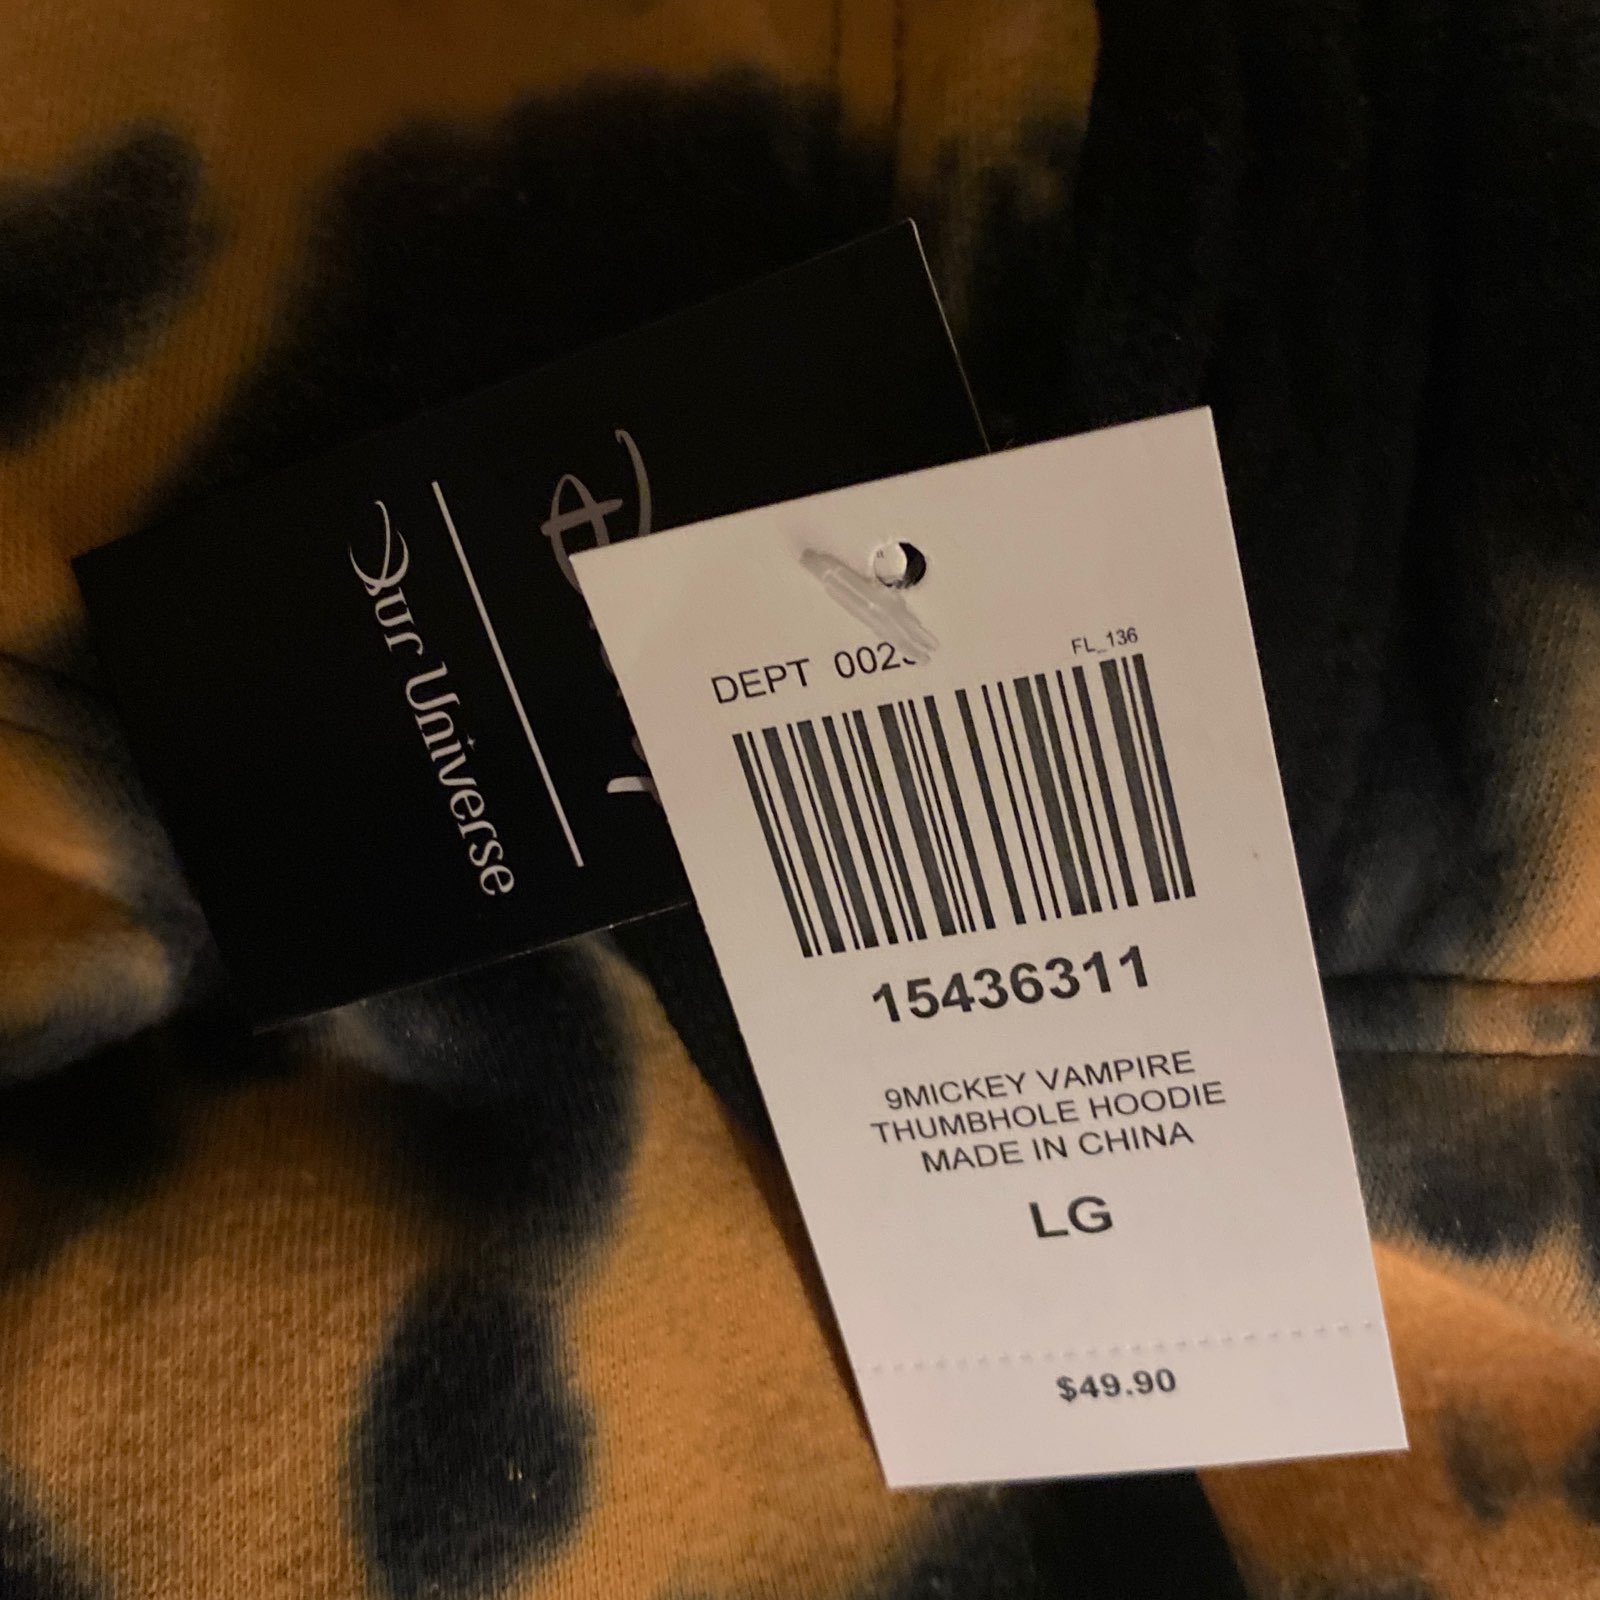 Our Universe
DEPT 002
FL_136
15436311
9MICKEY VAMPIRE
THUMBHOLE HOODIE
MADE IN CHINA
LG
$49.90